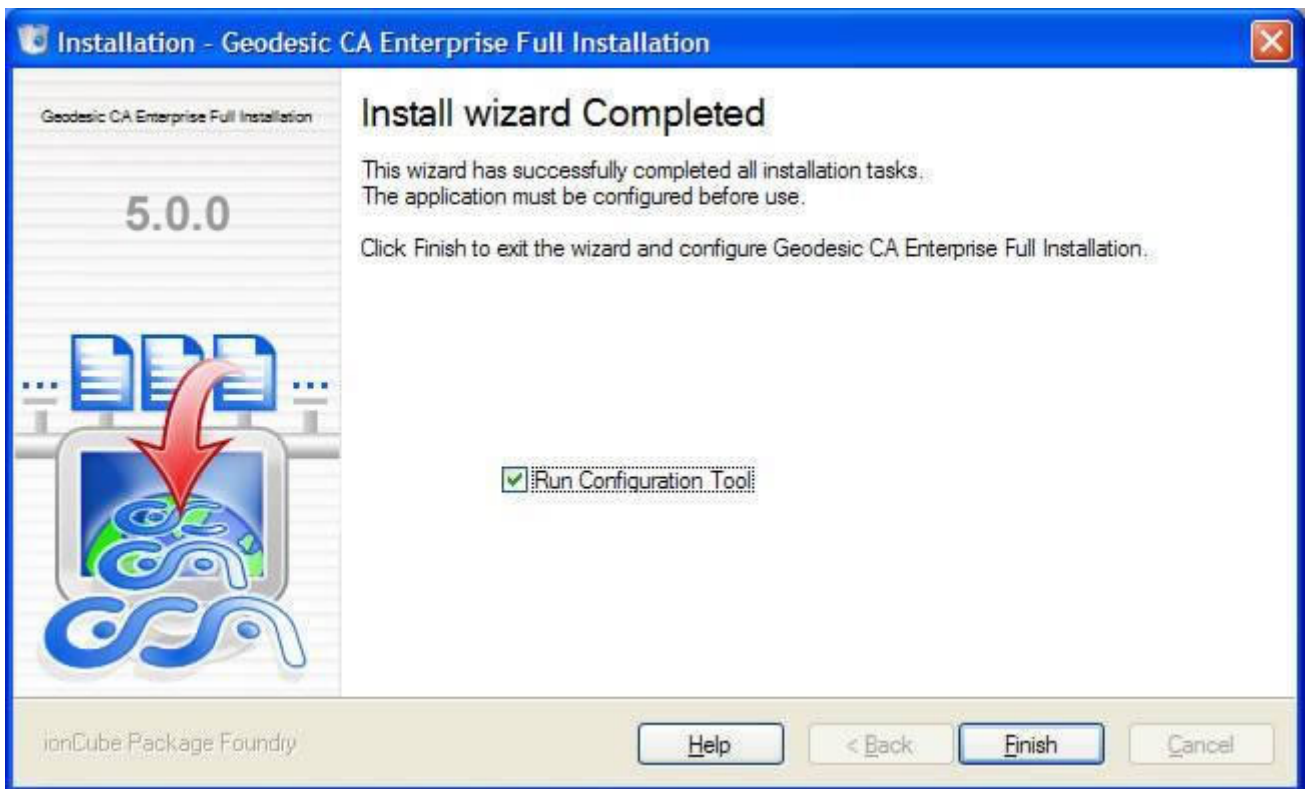 Installation - Geodesic CA Enterprise Full Installation
Geodesic CA Enterprise Full Installation
5.0.0
Install wizard Completed
This wizard has successfully completed all installation tasks.
The application must be configured before use.
Click Finish to exit the wizard and configure Geodesic CA Enterprise Full Installation.
Run Configuration Tool
ionCube Package Foundry
Help
< Back
Finish
Cancel